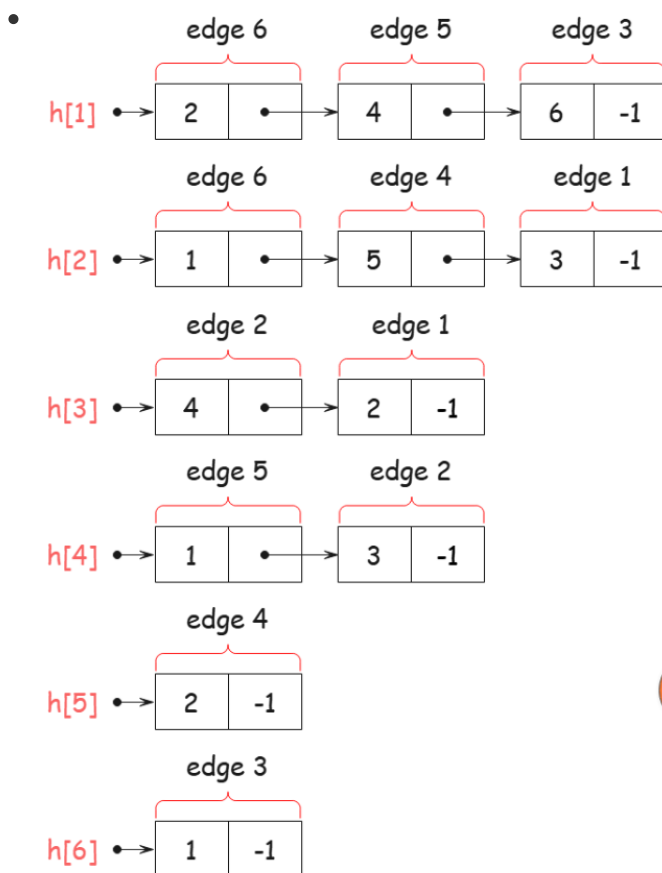 edge 6 edge 5 edge 3
h[1] 2 4 6 -1
edge 6 edge 4 edge 1
h[2] 1 5 3 -1
edge 2 edge 1
h[3] 4 2 -1
edge 5 edge 2
h[4] 1 3 -1
edge 4
h[5] 2 -1
edge 3
h[6] 1 -1